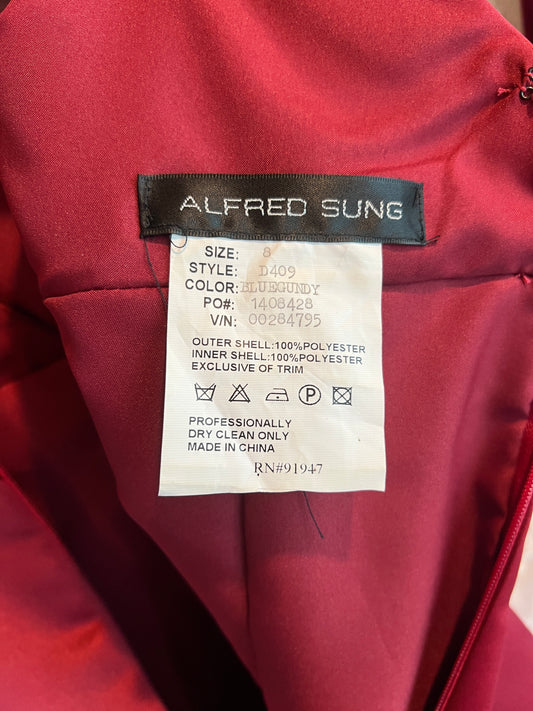 ALFRED SUNG
SIZE: 8
STYLE: D409
COLOR: BLUEGUNDY
PO#: 1408428
V/N: 00284795
OUTER SHELL:100%POLYESTER
INNER SHELL:100%POLYESTER
EXCLUSIVE OF TRIM
P
PROFESSIONALLY
DRY CLEAN ONLY
MADE IN CHINA
RN#91947